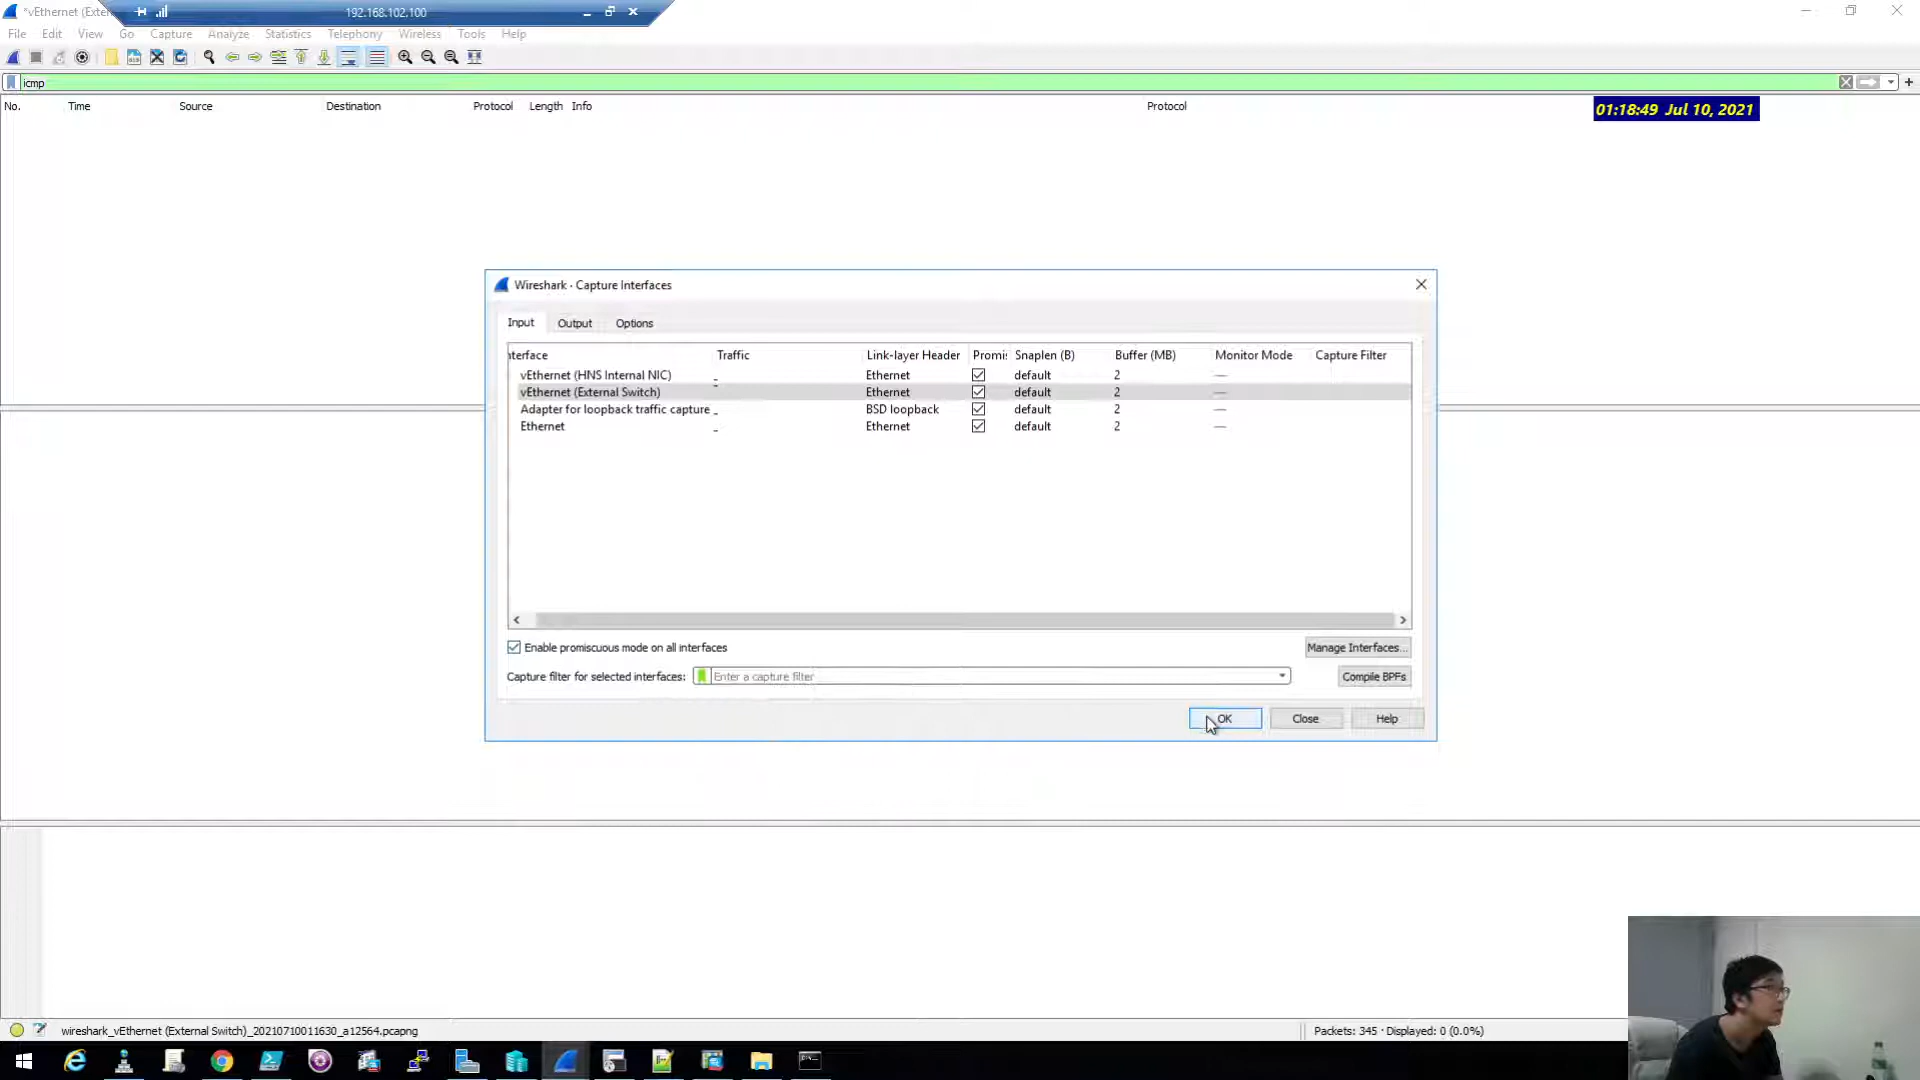 *vEthernet (Exter
192.168.102.100
File Edit View Go Capture Analyze Statistics Telephony Wireless Tools Help
icmp
No. Time Source Destination Protocol Length Info Protocol
01:18:49 Jul 10, 2021
Wireshark · Capture Interfaces
Input Output Options
nterface Traffic Link-layer Header Promi: Snaplen (B) Buffer (MB) Monitor Mode Capture Filter
vEthernet (HNS Internal NIC) _ Ethernet default 2 —
vEthernet (External Switch) Ethernet default 2 —
Adapter for loopback traffic capture _ BSD loopback default 2 —
Ethernet _ Ethernet default 2 —
Enable promiscuous mode on all interfaces
Manage Interfaces...
Capture filter for selected interfaces: Enter a capture filter
Compile BPFs
OK Close Help
wireshark_vEthernet (External Switch)_20210710011630_a12564.pcapng
Packets: 345 · Displayed: 0 (0.0%)